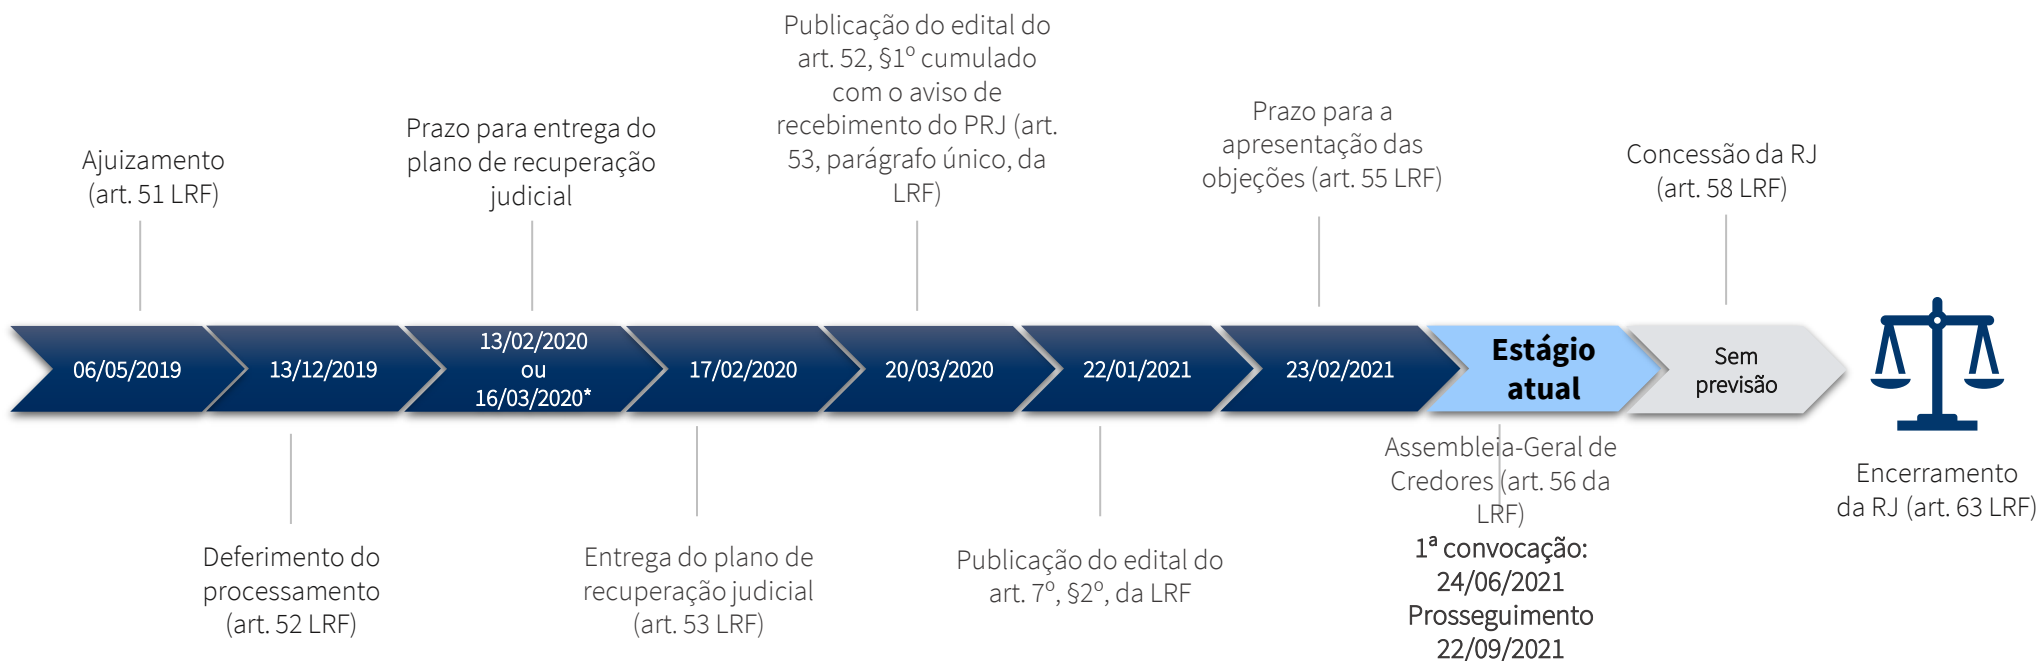 Publicação do edital do
art. 52, §1º cumulado
com o aviso de
recebimento do PRJ (art.
53, parágrafo único, da
LRF)
Prazo para a
apresentação das
objeções (art. 55 LRF)
Prazo para entrega do
plano de recuperação
judicial
Ajuizamento
(art. 51 LRF)
Concessão da RJ
(art. 58 LRF)
06/05/2019
13/12/2019
13/02/2020
ou
16/03/2020*
17/02/2020
20/03/2020
22/01/2021
23/02/2021
Estágio
atual
Sem
previsão
Assembleia-Geral de
Credores (art. 56 da
LRF)
1ª convocação:
24/06/2021
Prosseguimento
22/09/2021
Encerramento
da RJ (art. 63 LRF)
Deferimento do
processamento
(art. 52 LRF)
Entrega do plano de
recuperação judicial
(art. 53 LRF)
Publicação do edital do
art. 7º, §2º, da LRF